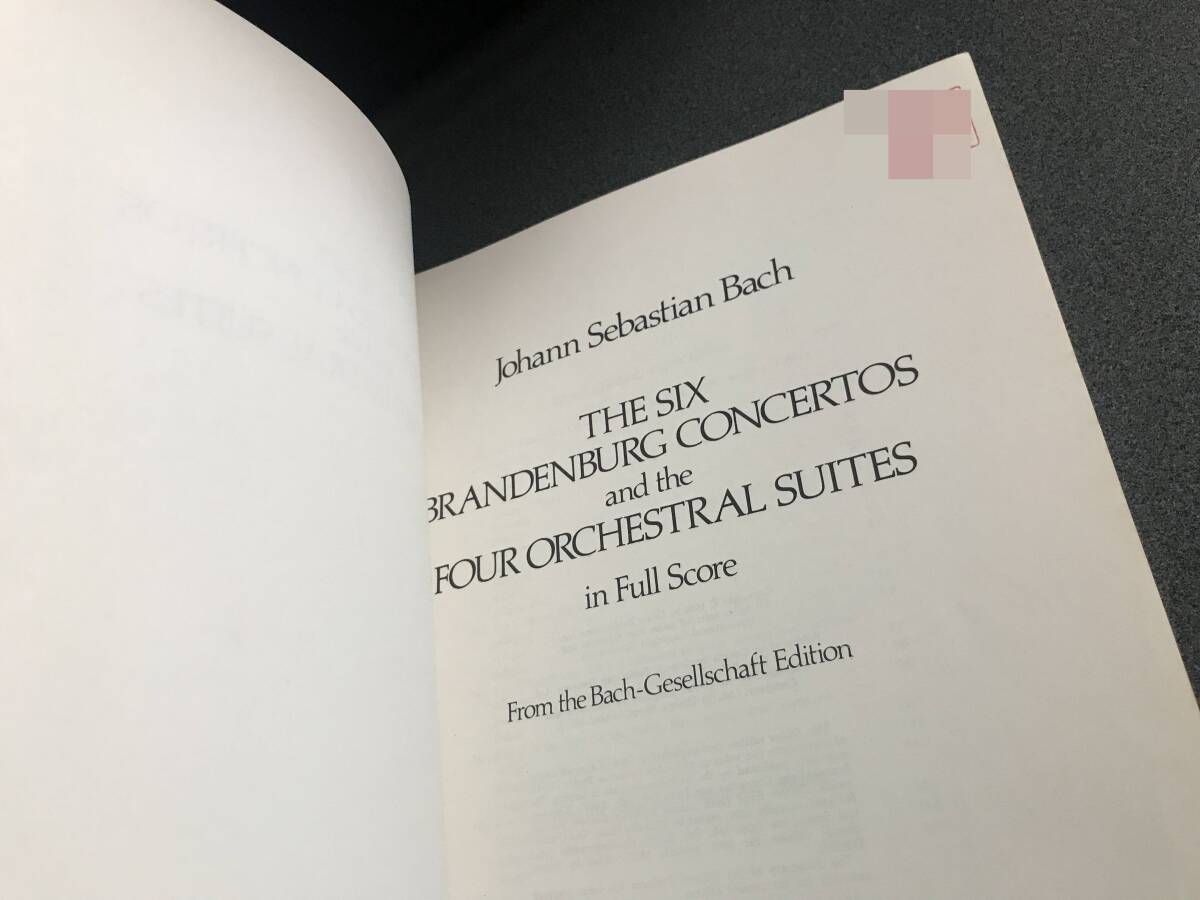 Johann Sebastian Bach
THE SIX
BRANDENBURG CONCERTOS
and the
FOUR ORCHESTRAL SUITES
in Full Score
From the Bach-Gesellschaft Edition